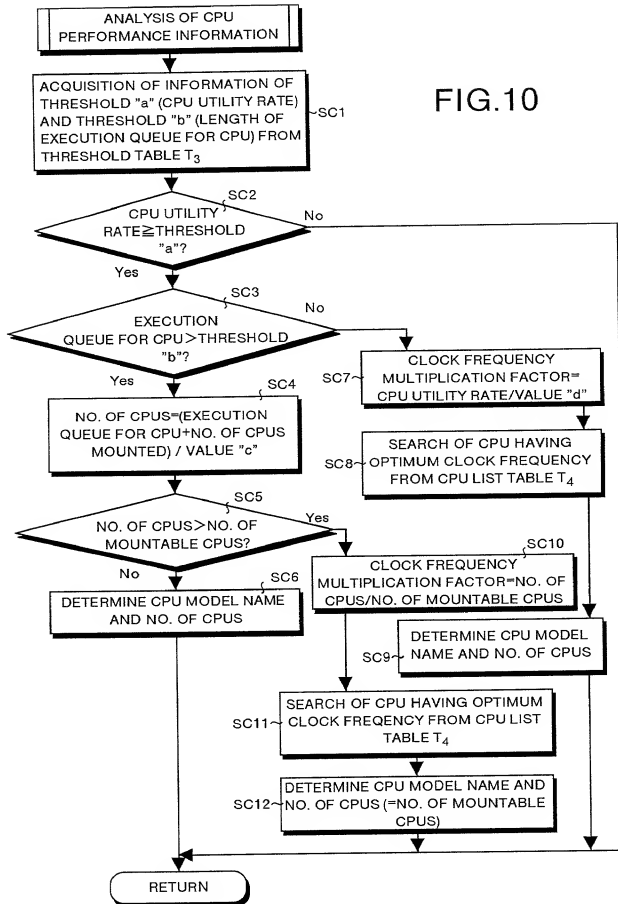 ANALYSIS OF CPU
PERFORMANCE INFORMATION
FIG.10
ACQUISITION OF INFORMATION OF
THRESHOLD "a" (CPU UTILITY RATE)
AND THRESHOLD "b" (LENGTH OF
EXECUTION QUEUE FOR CPU) FROM
THRESHOLD TABLE T3
SC1
SC2
CPU UTILITY
RATE≧THRESHOLD
"a"?
No
Yes
SC3
EXECUTION
QUEUE FOR CPU>THRESHOLD
"b"?
No
Yes
SC4
NO. OF CPUS=(EXECUTION
QUEUE FOR CPU+NO. OF CPUS
MOUNTED) / VALUE "c"
SC7
CLOCK FREQUENCY
MULTIPLICATION FACTOR=
CPU UTILITY RATE/VALUE "d"
SC8
SEARCH OF CPU HAVING
OPTIMUM CLOCK FREQUENCY
FROM CPU LIST TABLE T4
SC5
NO. OF CPUS>NO. OF
MOUNTABLE CPUS?
Yes
No
SC6
DETERMINE CPU MODEL NAME
AND NO. OF CPUS
SC10
CLOCK FREQUENCY
MULTIPLICATION FACTOR=NO. OF
CPUS/NO. OF MOUNTABLE CPUS
SC9
DETERMINE CPU MODEL
NAME AND NO. OF CPUS
SC11
SEARCH OF CPU HAVING OPTIMUM
CLOCK FREQENCY FROM CPU LIST
TABLE T4
SC12
DETERMINE CPU MODEL NAME AND
NO. OF CPUS (=NO. OF MOUNTABLE
CPUS)
RETURN